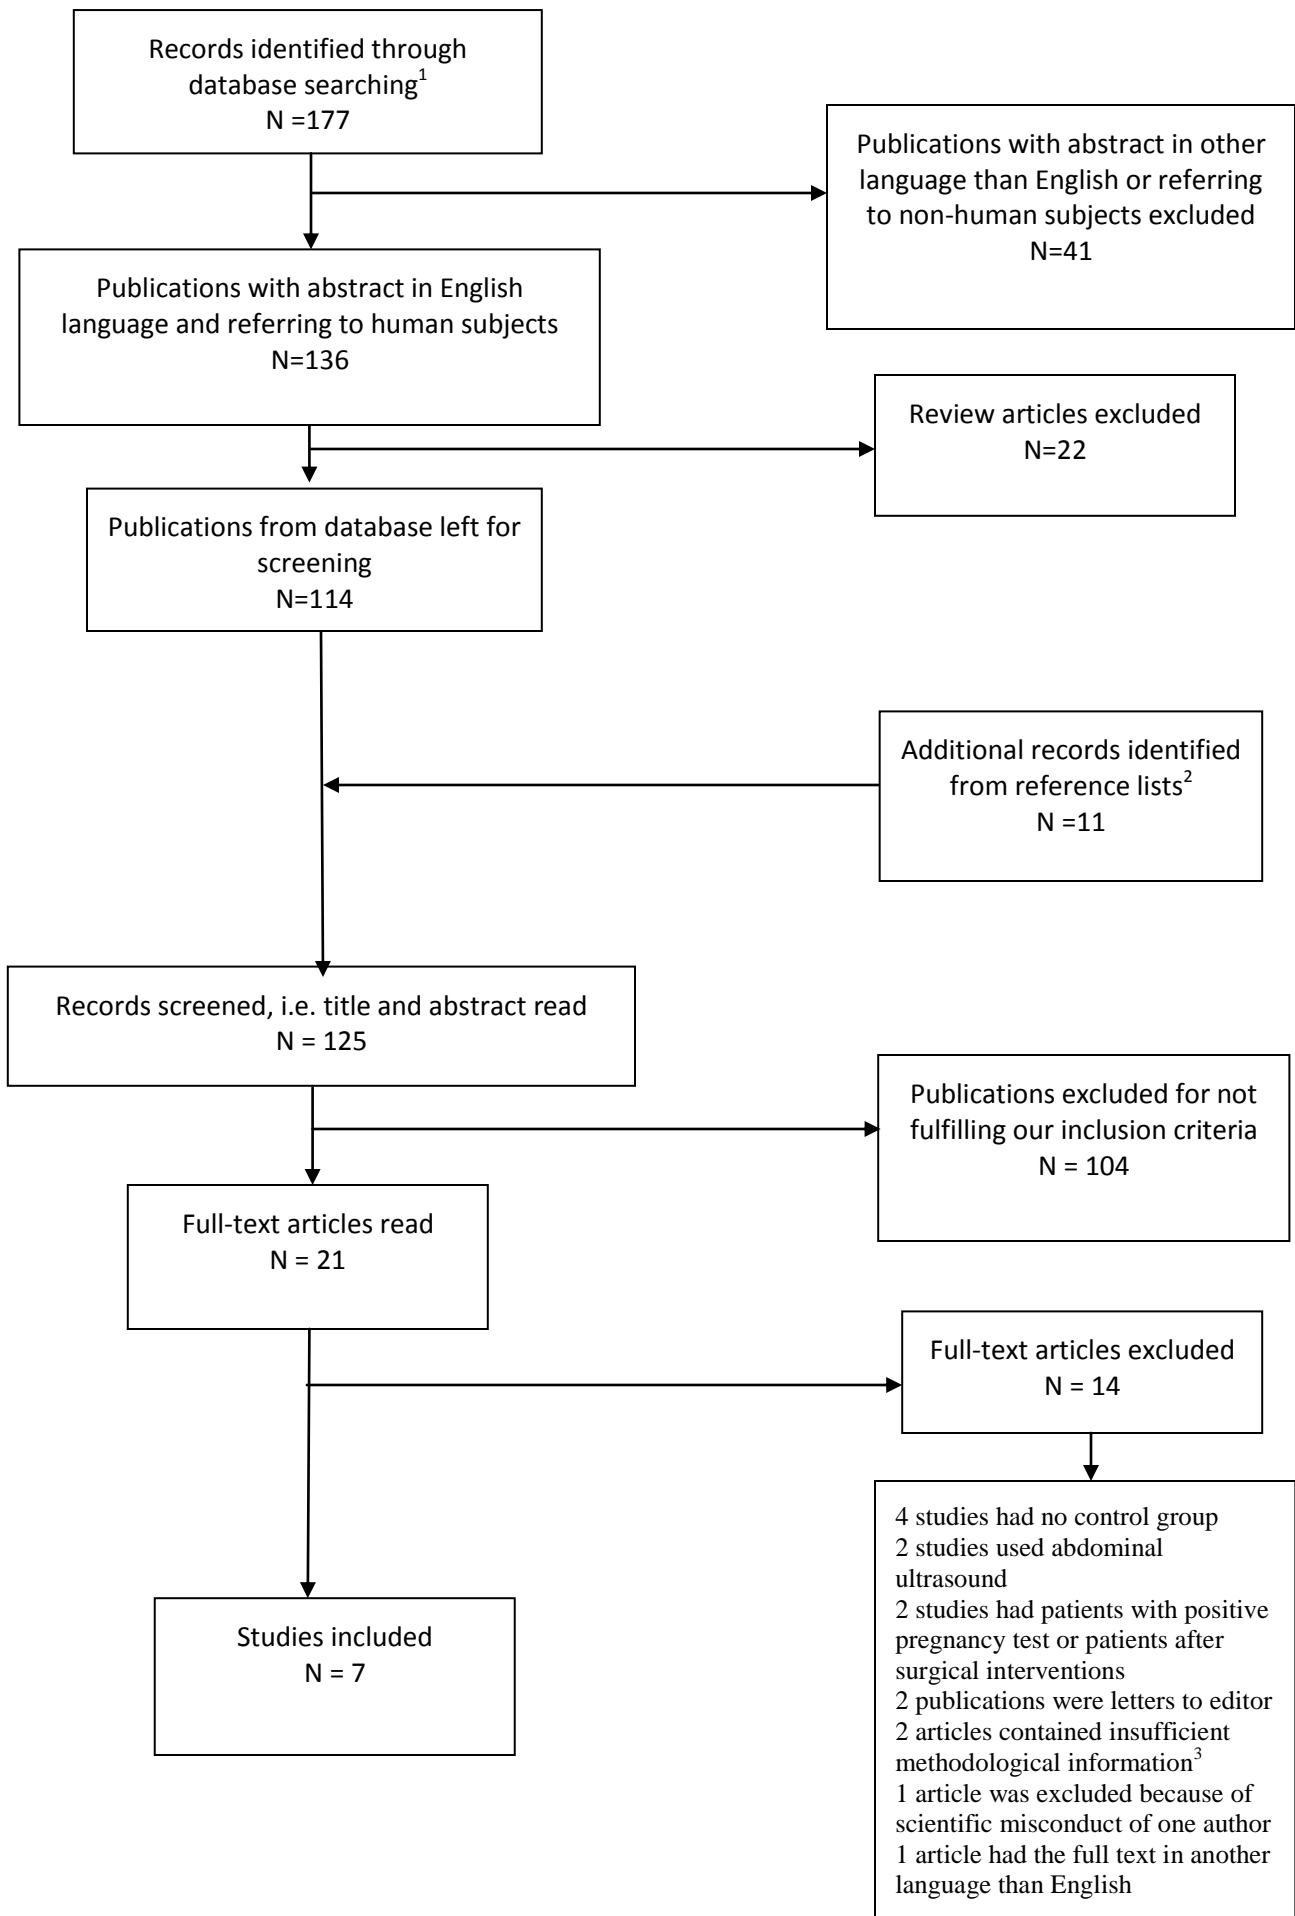 Records identified through
database searching1
N =177
Publications with abstract in other
language than English or referring
to non-human subjects excluded
N=41
Publications with abstract in English
language and referring to human subjects
N=136
Review articles excluded
N=22
Publications from database left for
screening
N=114
Additional records identified
from reference lists2
N =11
Records screened, i.e. title and abstract read
N = 125
Publications excluded for not
fulfilling our inclusion criteria
N = 104
Full-text articles read
N = 21
Full-text articles excluded
N = 14
4 studies had no control group
2 studies used abdominal
ultrasound
2 studies had patients with positive
pregnancy test or patients after
surgical interventions
2 publications were letters to editor
2 articles contained insufficient
methodological information3
1 article was excluded because of
scientific misconduct of one author
1 article had the full text in another
language than English
Studies included
N = 7